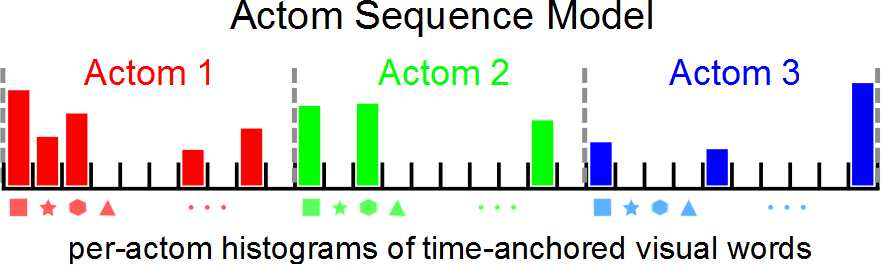 Actom Sequence Model
Actom 1 Actom 2 Actom 3
... ... ...
per-actom histograms of time-anchored visual words